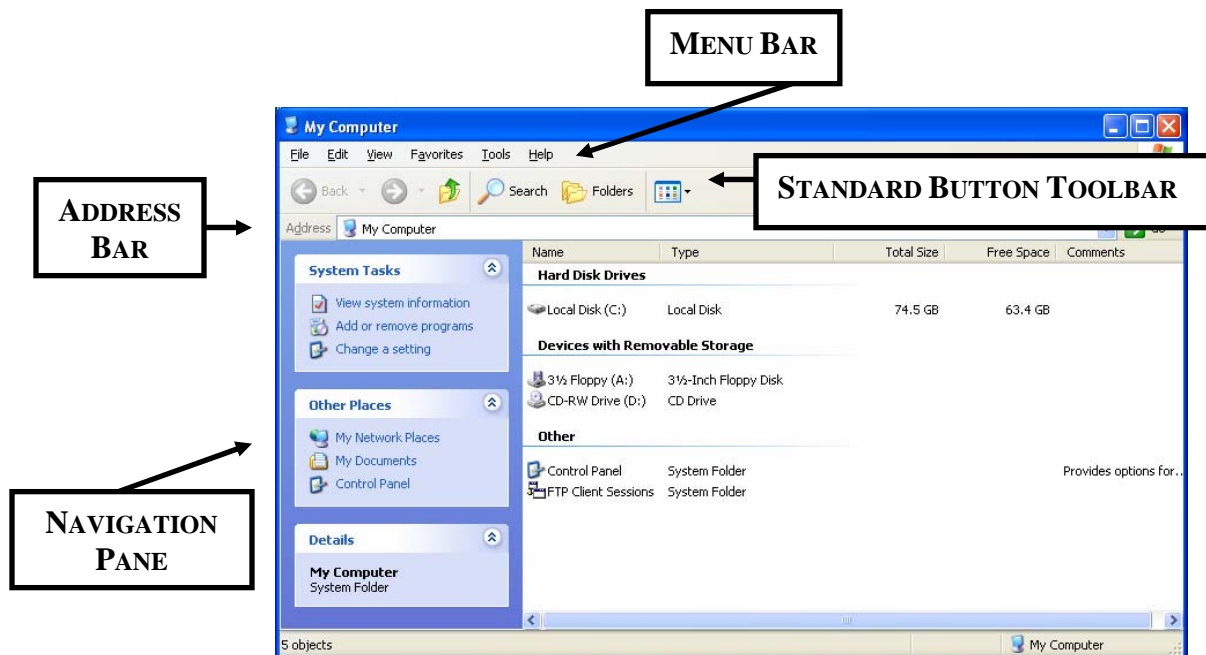 MENU BAR
My Computer
File Edit View Favorites Tools Help
Back
Search
Folders
STANDARD BUTTON TOOLBAR
ADDRESS
BAR
Address My Computer
System Tasks
View system information
Add or remove programs
Change a setting
Other Places
My Network Places
My Documents
Control Panel
NAVIGATION
PANE
Details
My Computer
System Folder
Name Type Total Size Free Space Comments
Hard Disk Drives
Local Disk (C:) Local Disk 74.5 GB 63.4 GB
Devices with Removable Storage
3½ Floppy (A:) 3½-Inch Floppy Disk
CD-RW Drive (D:) CD Drive
Other
Control Panel System Folder Provides options for..
FTP Client Sessions System Folder
5 objects My Computer